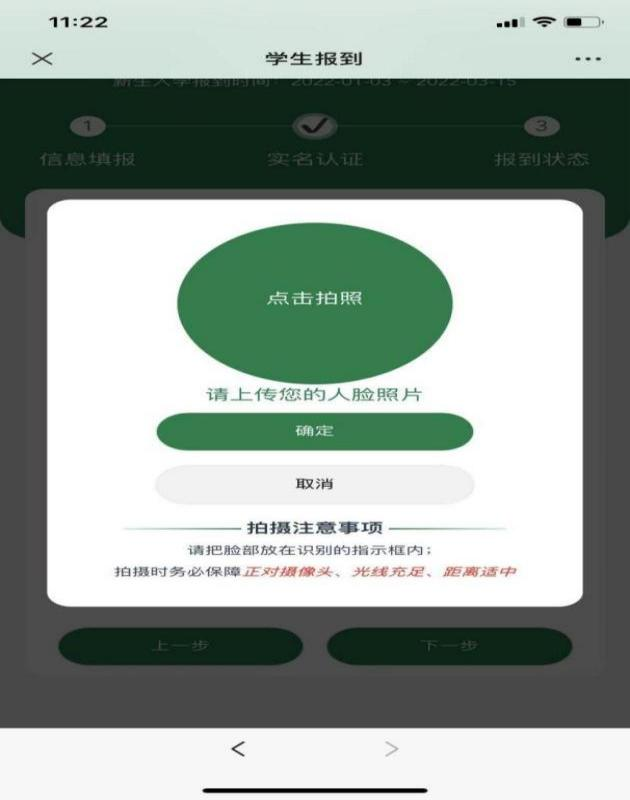 11:22
学生报到
新生入学报到时间：2022-01-03 ~ 2022-03-15
1
3
信息填报
实名认证
报到状态
点击拍照
请上传您的人脸照片
确定
取消
拍摄注意事项
请把脸部放在识别的指示框内；
拍摄时务必保障正对摄像头、光线充足、距离适中
上一步
下一步